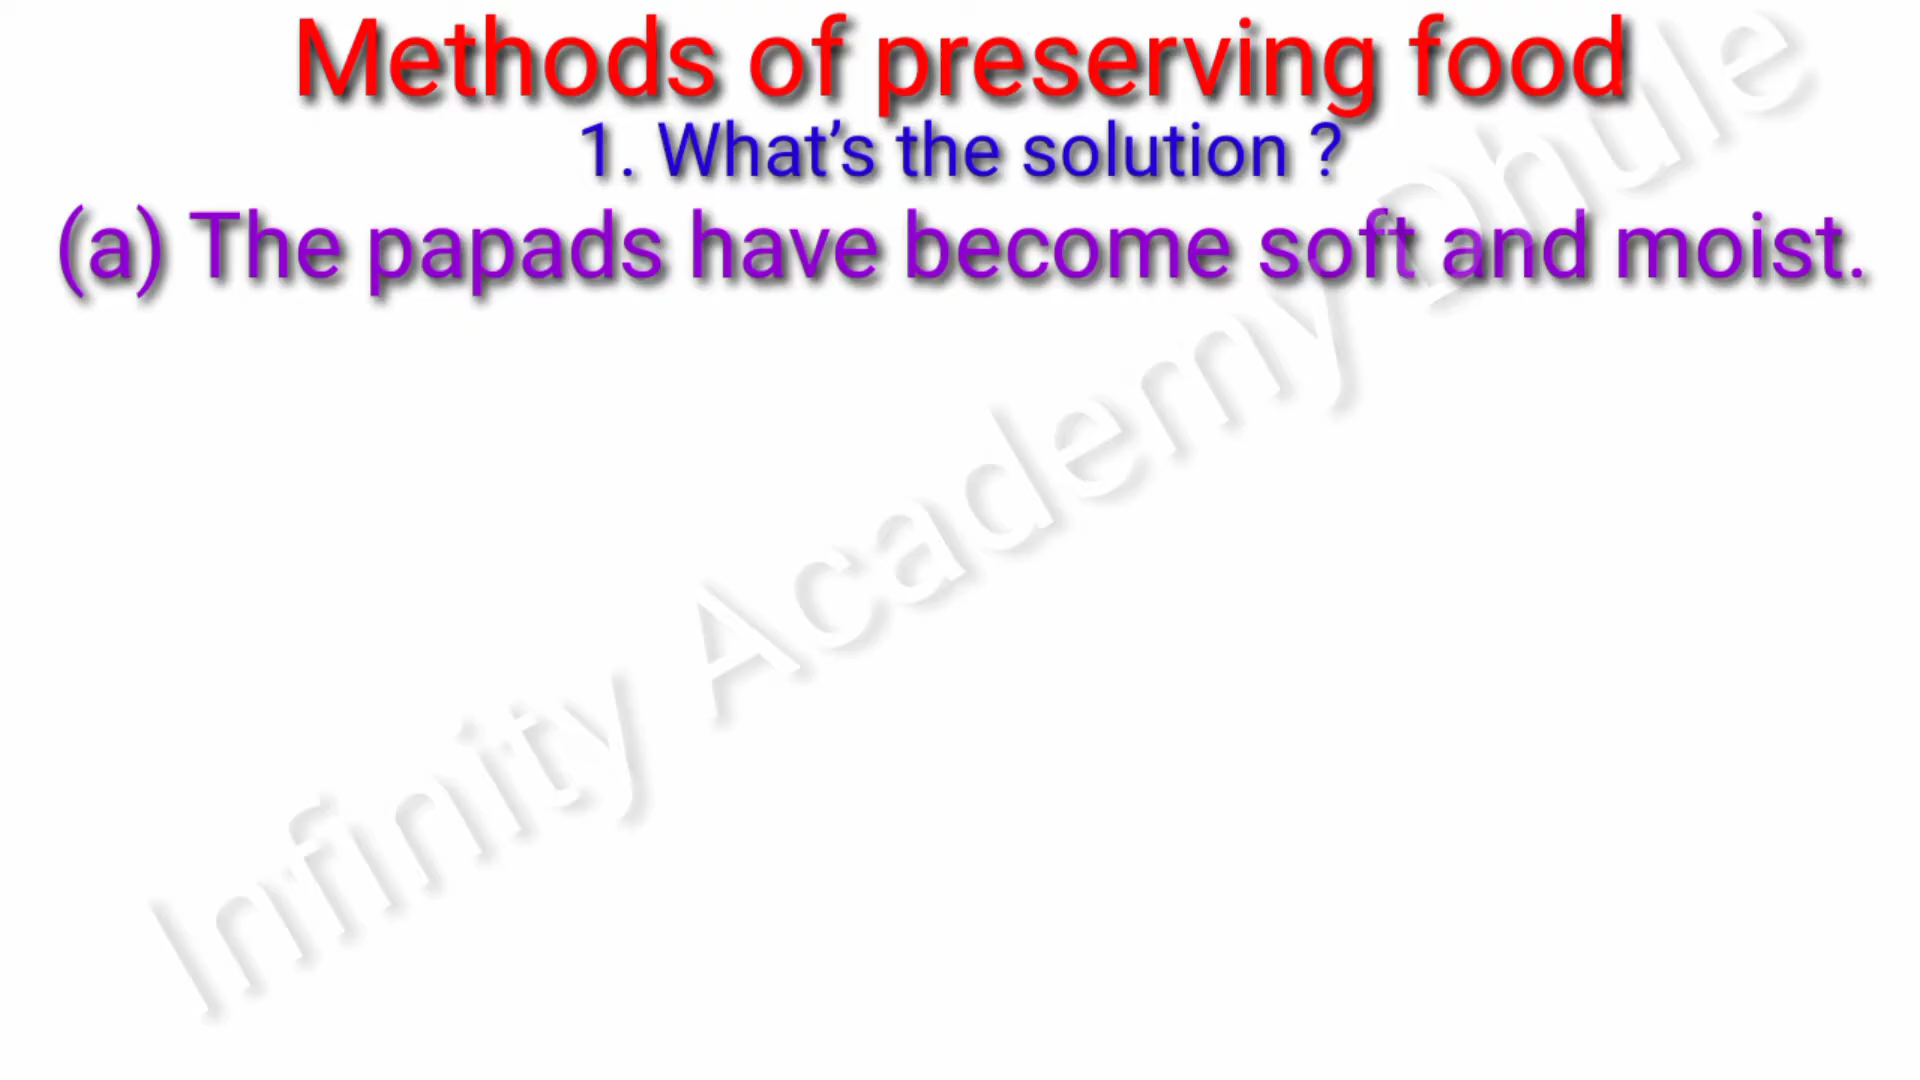 Methods of preserving food
1. What’s the solution ?
(a) The papads have become soft and moist.
Infinity Academy Dhule